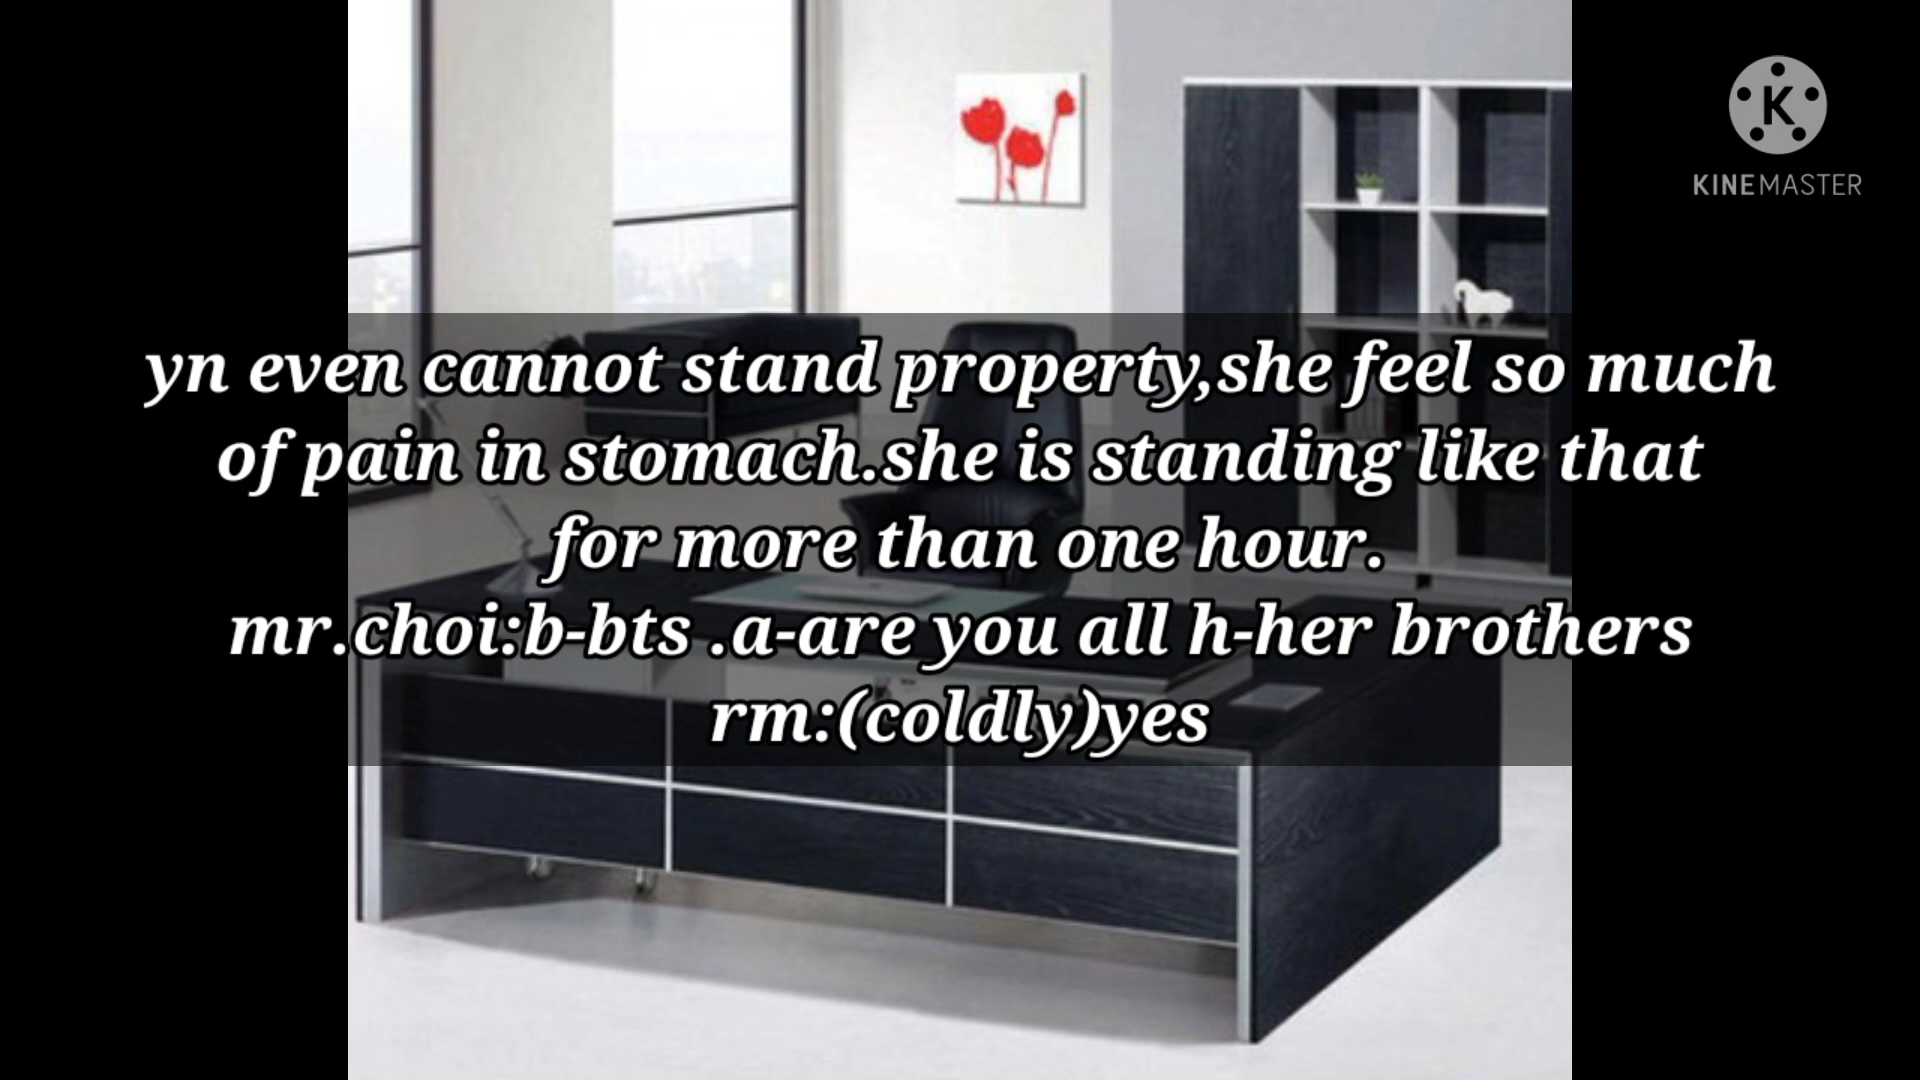 K
KINEMASTER
yn even cannot stand property,she feel so much
of pain in stomach.she is standing like that
for more than one hour.
mr.choi:b-bts .a-are you all h-her brothers
rm:(coldly)yes